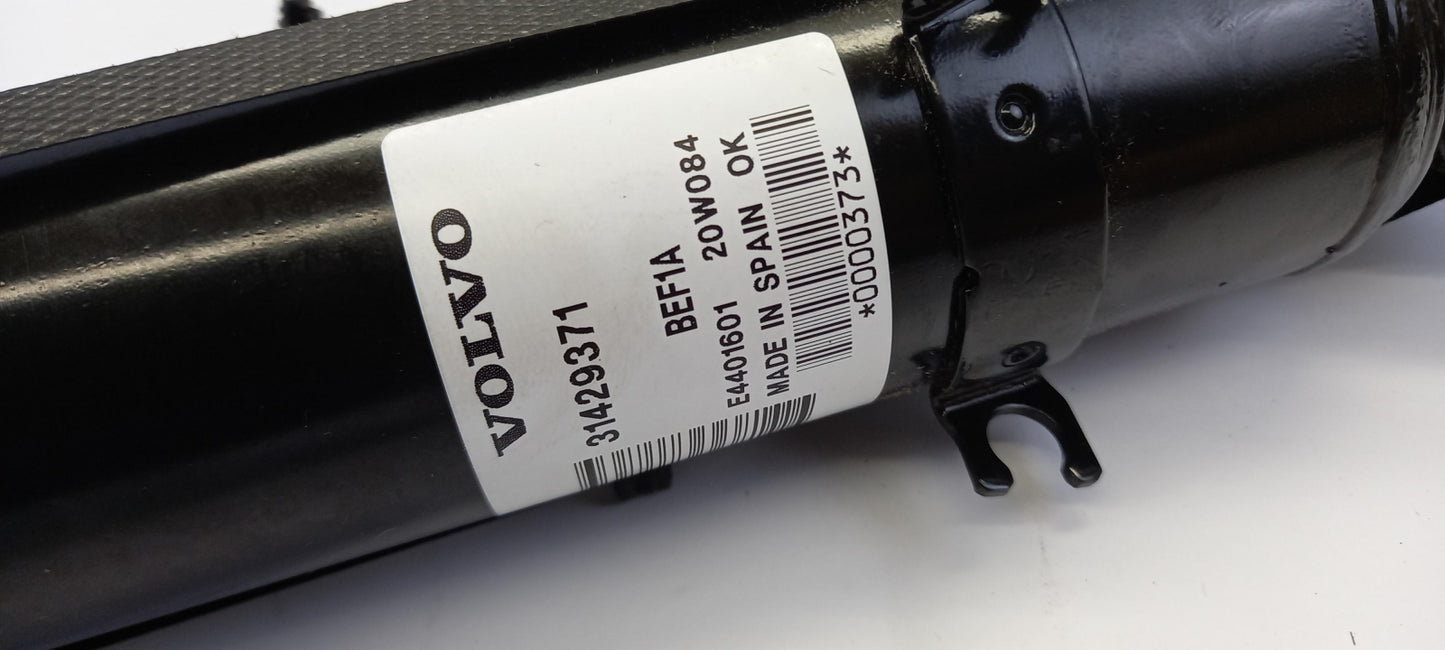 VOLVO
31429371
BEF1A
E4401601 20W084
MADE IN SPAIN OK
*0000373*